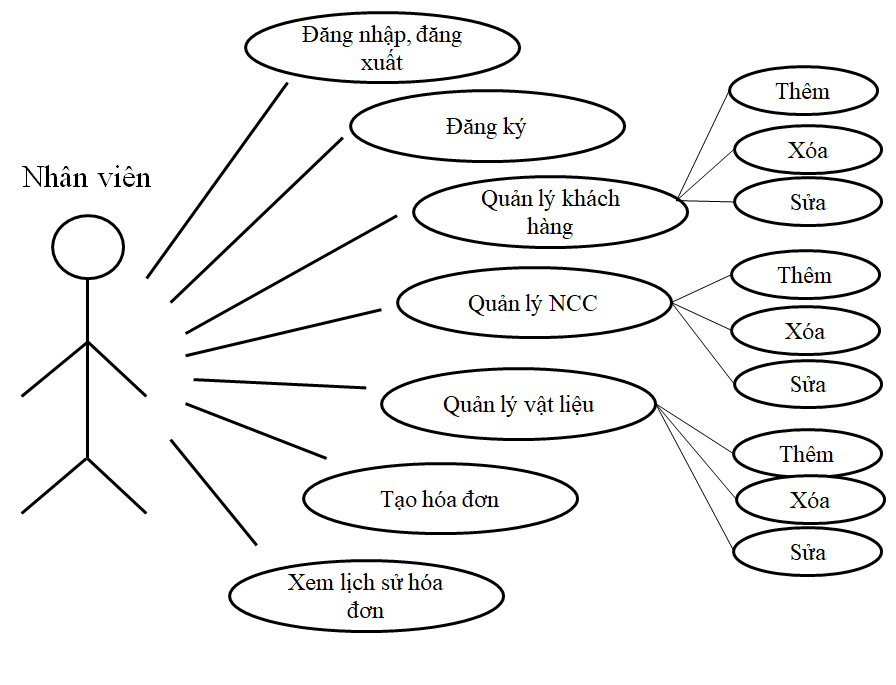 Đăng nhập, đăng
xuất
Đăng ký
Nhân viên
Quản lý khách
hàng
Thêm
Xóa
Sửa
Quản lý NCC
Thêm
Xóa
Sửa
Quản lý vật liệu
Thêm
Xóa
Sửa
Tạo hóa đơn
Xem lịch sử hóa
đơn